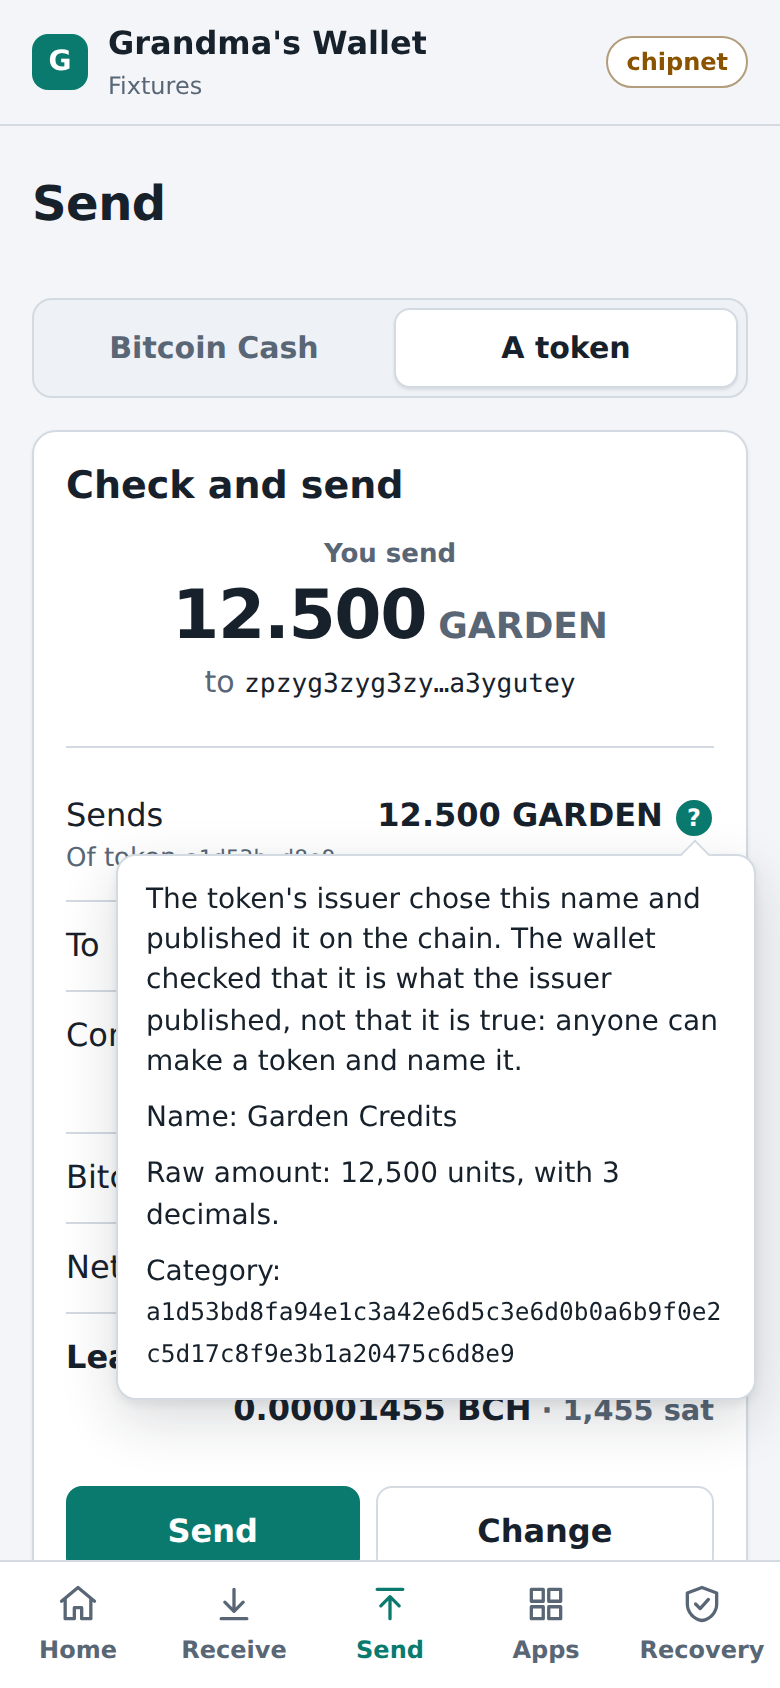 G
Grandma's Wallet
Fixtures
chipnet
Send
Bitcoin Cash
A token
Check and send
You send
12.500 GARDEN
to zpzyg3zyg3zy…a3ygutey
Sends
12.500 GARDEN ?
Of
The token's issuer chose this name and
published it on the chain. The wallet
checked that it is what the issuer
published, not that it is true: anyone can
make a token and name it.
Name: Garden Credits
Raw amount: 12,500 units, with 3
decimals.
Category:
a1d53bd8fa94e1c3a42e6d5c3e6d0b0a6b9f0e2
c5d17c8f9e3b1a20475c6d8e9
To
0.00001455 BCH · 1,455 sat
Send
Change
Home
Receive
Send
Apps
Recovery